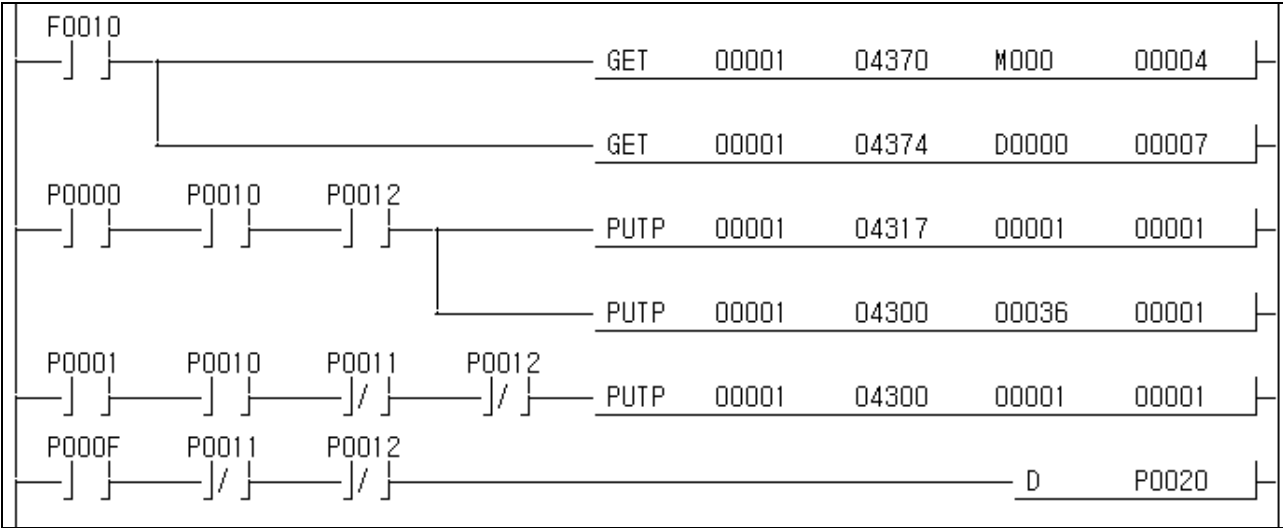 F0010
GET 00001 04370 M000 00004
GET 00001 04374 D0000 00007
P0000 P0010 P0012
PUTP 00001 04317 00001 00001
PUTP 00001 04300 00036 00001
P0001 P0010 P0011 P0012
PUTP 00001 04300 00001 00001
P000F P0011 P0012
D P0020